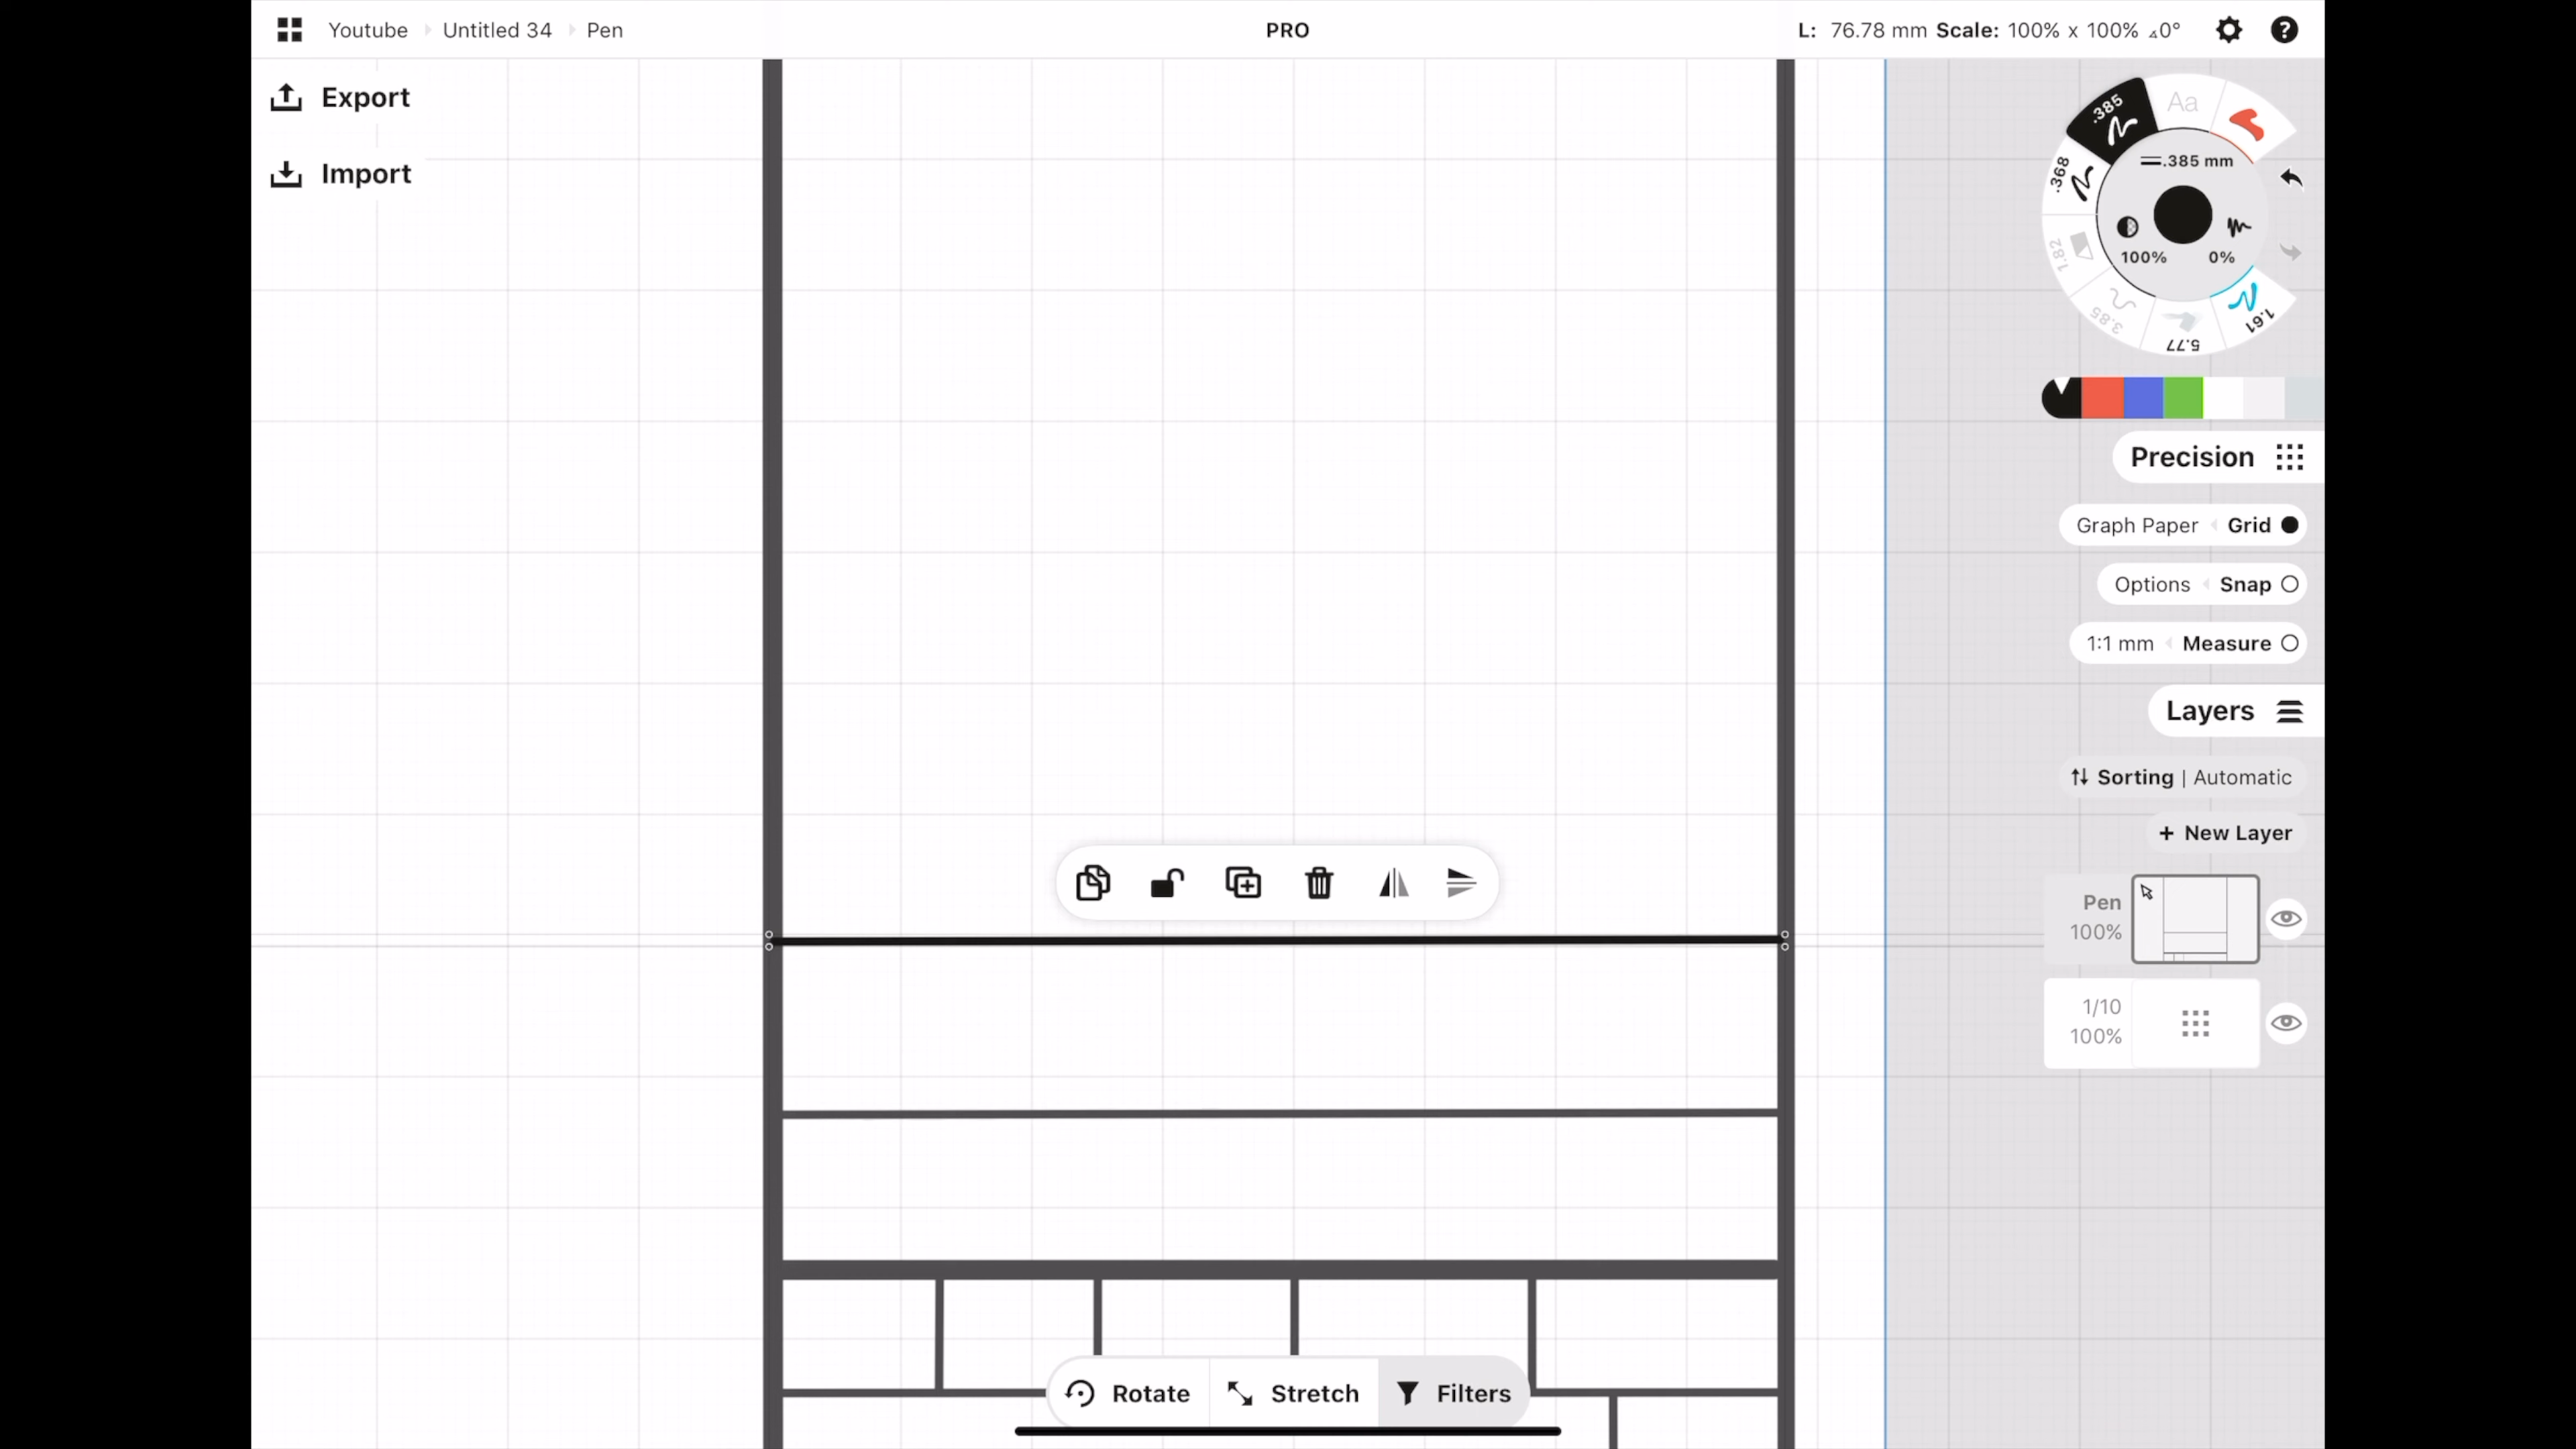 Youtube Untitled 34 Pen
PRO
L: 76.78 mm Scale: 100% x 100% ⊿0°
Export
Import
.385
Aa
.368
.385 mm
1.82
100% 0%
3.85
5.77
1.61
Precision
Graph Paper Grid
Options Snap
1:1 mm Measure
Layers
Sorting | Automatic
+ New Layer
Pen
100%
1/10
100%
Rotate Stretch Filters